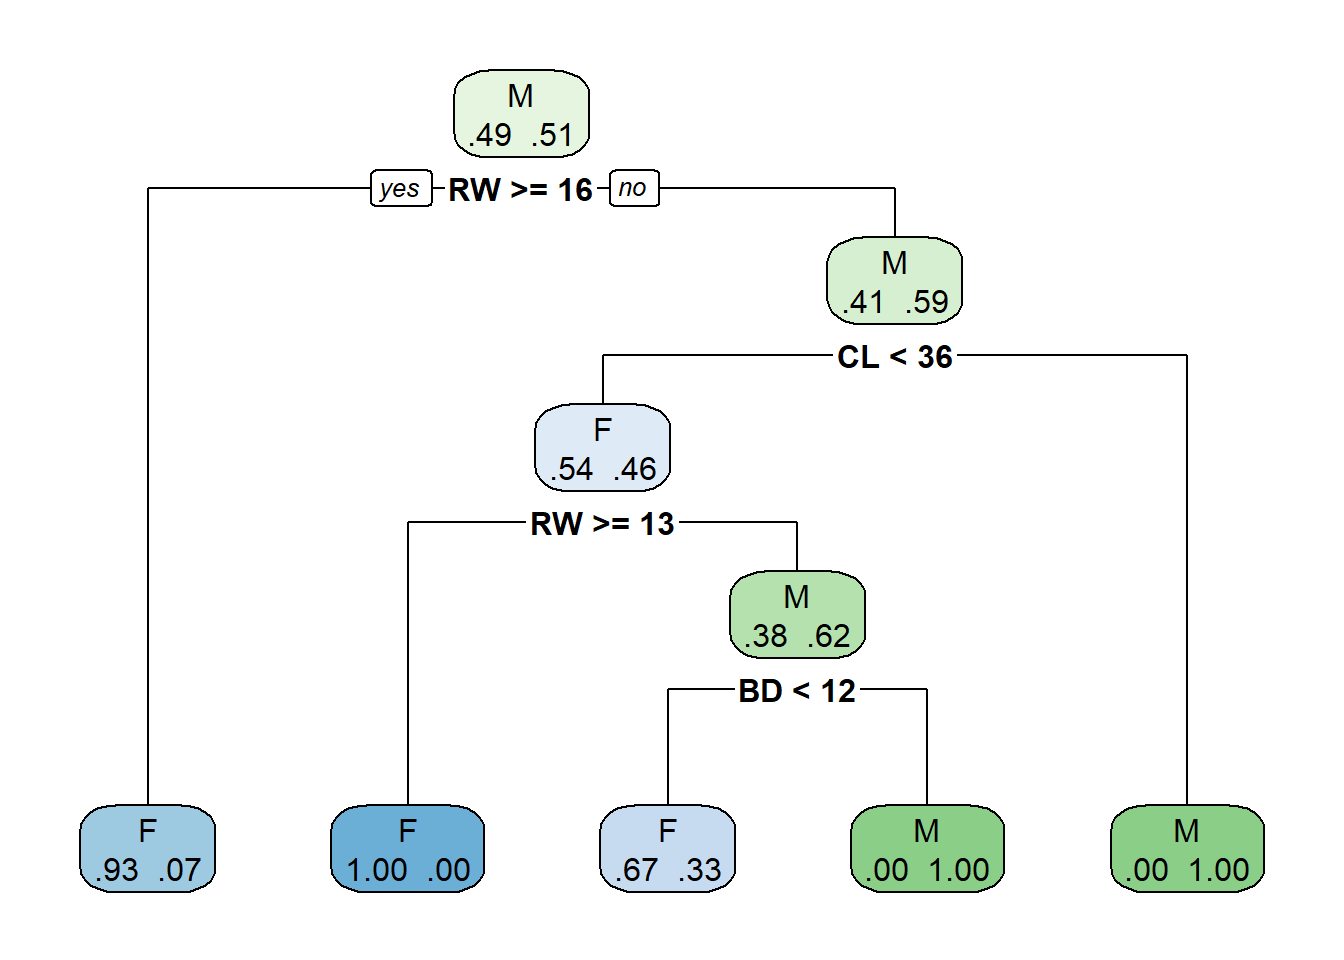 M
.49 .51
yes RW >= 16 no
M
.41 .59
CL < 36
F
.54 .46
RW >= 13
M
.38 .62
BD < 12
F
.93 .07
F
1.00 .00
F
.67 .33
M
.00 1.00
M
.00 1.00